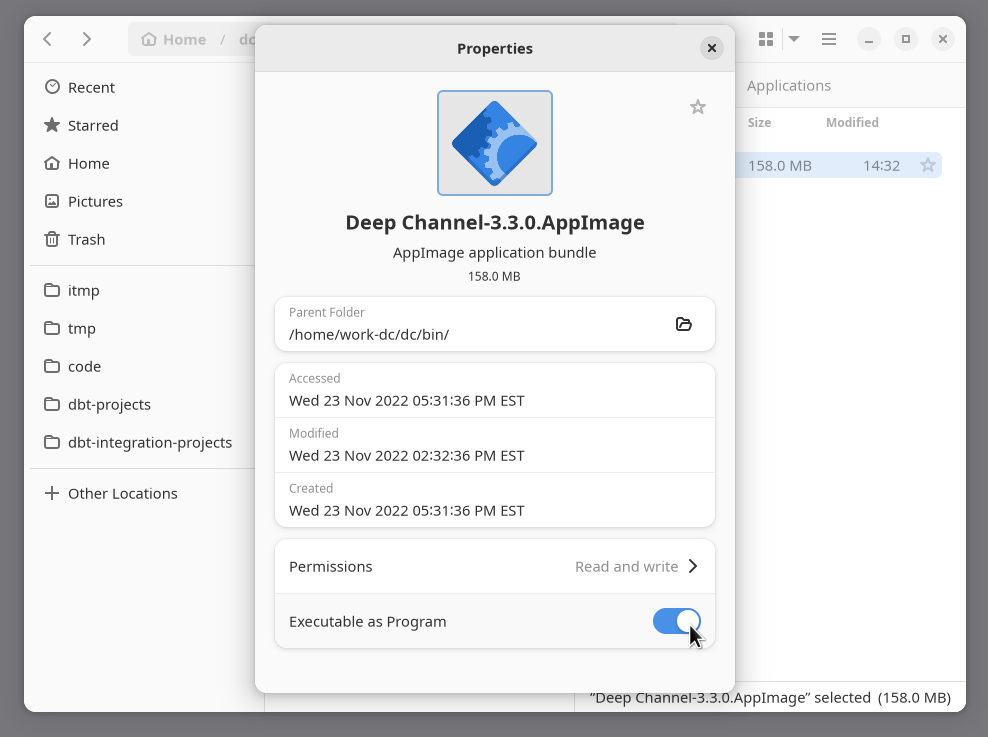 Home / do
Properties
Recent
Starred
Home
Pictures
Trash
itmp
tmp
code
dbt-projects
dbt-integration-projects
Other Locations
Deep Channel-3.3.0.AppImage
AppImage application bundle
158.0 MB
Parent Folder
/home/work-dc/dc/bin/
Accessed
Wed 23 Nov 2022 05:31:36 PM EST
Modified
Wed 23 Nov 2022 02:32:36 PM EST
Created
Wed 23 Nov 2022 05:31:36 PM EST
Permissions Read and write
Executable as Program
Applications
Size Modified
158.0 MB 14:32
“Deep Channel-3.3.0.AppImage” selected (158.0 MB)